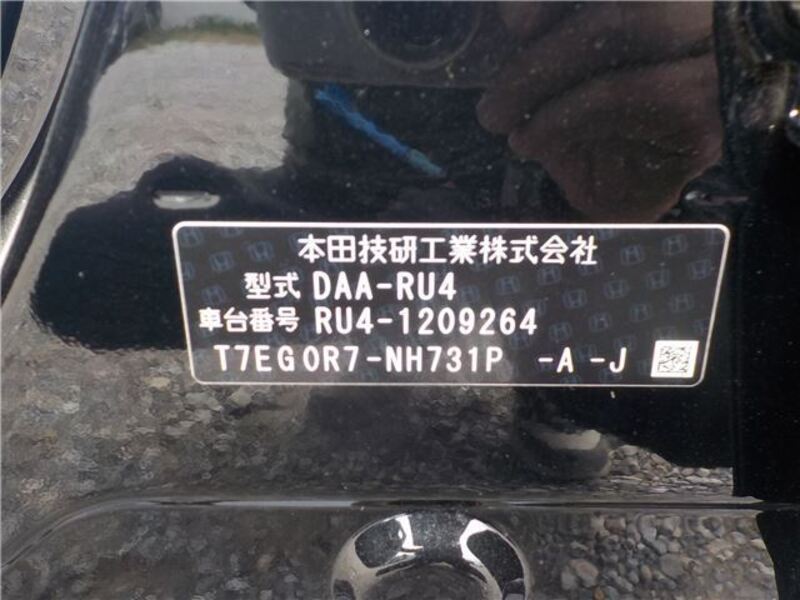 本田技研工業株式会社
型式 DAA-RU4
車台番号 RU4-1209264
T7EG0R7-NH731P -A -J